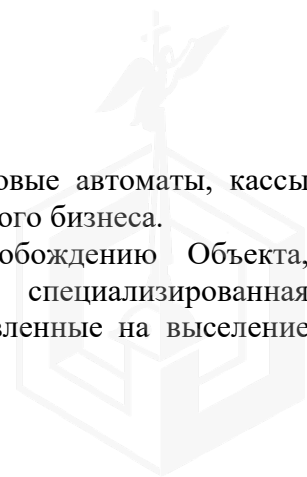 овые автоматы, кассы
ого бизнеса.
обождению Объекта,
специализированная
вленные на выселение